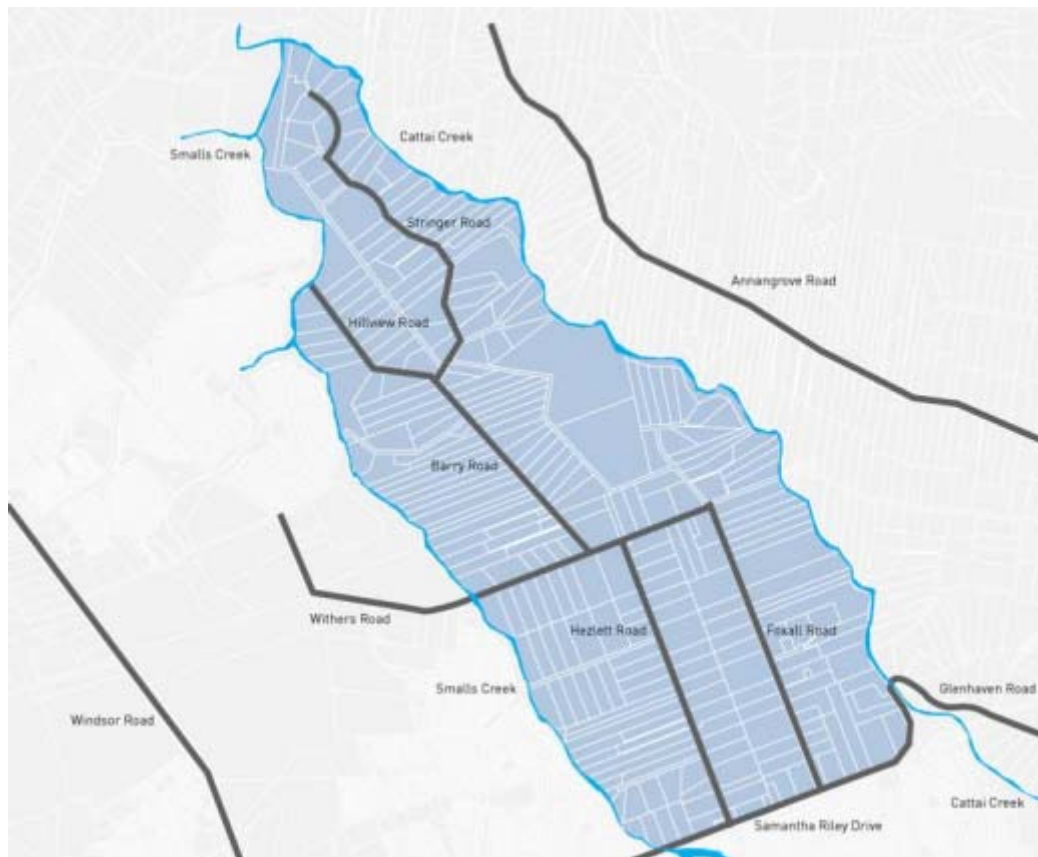 Cattai Creek
Smalls Creek
Stringer Road
Annangrove Road
Hillview Road
Barry Road
Withers Road
Hezlett Road
Foxall Road
Smalls Creek
Glenhaven Road
Windsor Road
Cattai Creek
Samantha Riley Drive